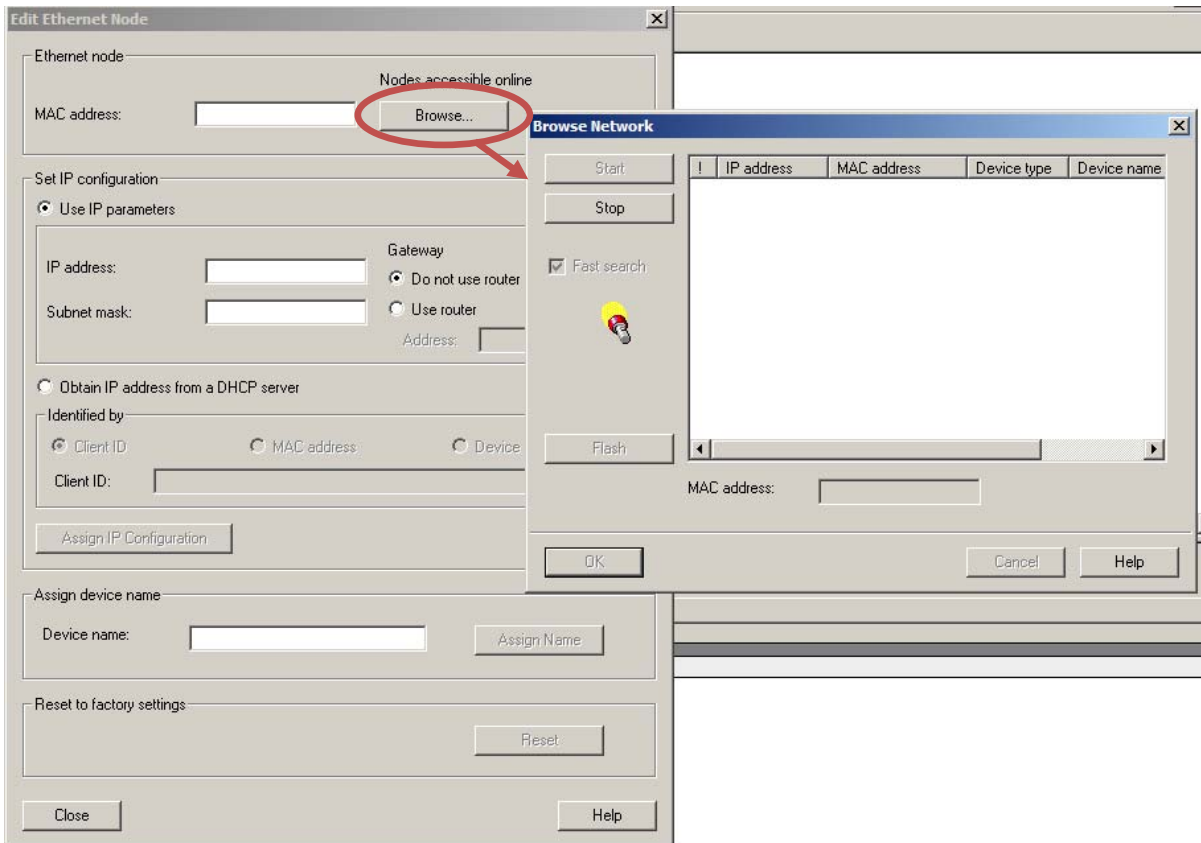 Edit Ethernet Node
Ethernet node
Nodes accessible online
MAC address:
Browse...
Set IP configuration
Use IP parameters
IP address:
Subnet mask:
Gateway
Do not use router
Use router
Address:
Obtain IP address from a DHCP server
Identified by
Client ID
MAC address
Device
Client ID:
Assign IP Configuration
Assign device name
Device name:
Assign Name
Reset to factory settings
Reset
Close
Help
Browse Network
Start
Stop
Fast search
Flash
! IP address MAC address Device type Device name
MAC address:
OK
Cancel
Help